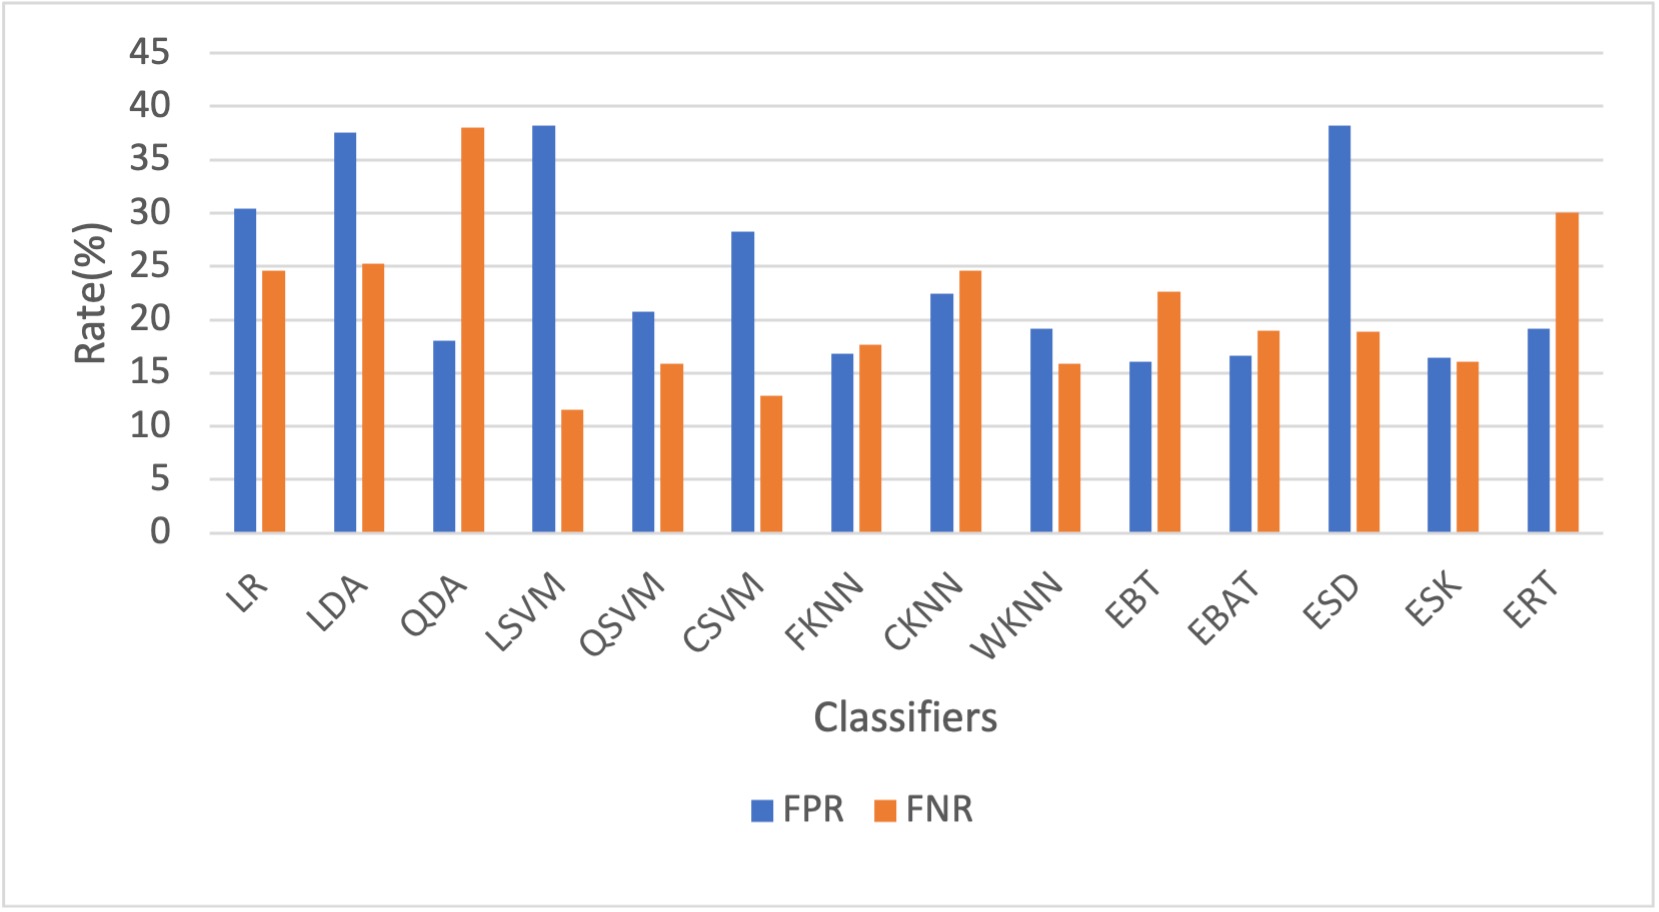 45
40
35
30
25
20
15
10
5
0
Rate(%)
LR LDA QDA LSVM QSVM CSVM FKNN CKNN WKNN EBT EBAT ESD ESK ERT
Classifiers
FPR FNR